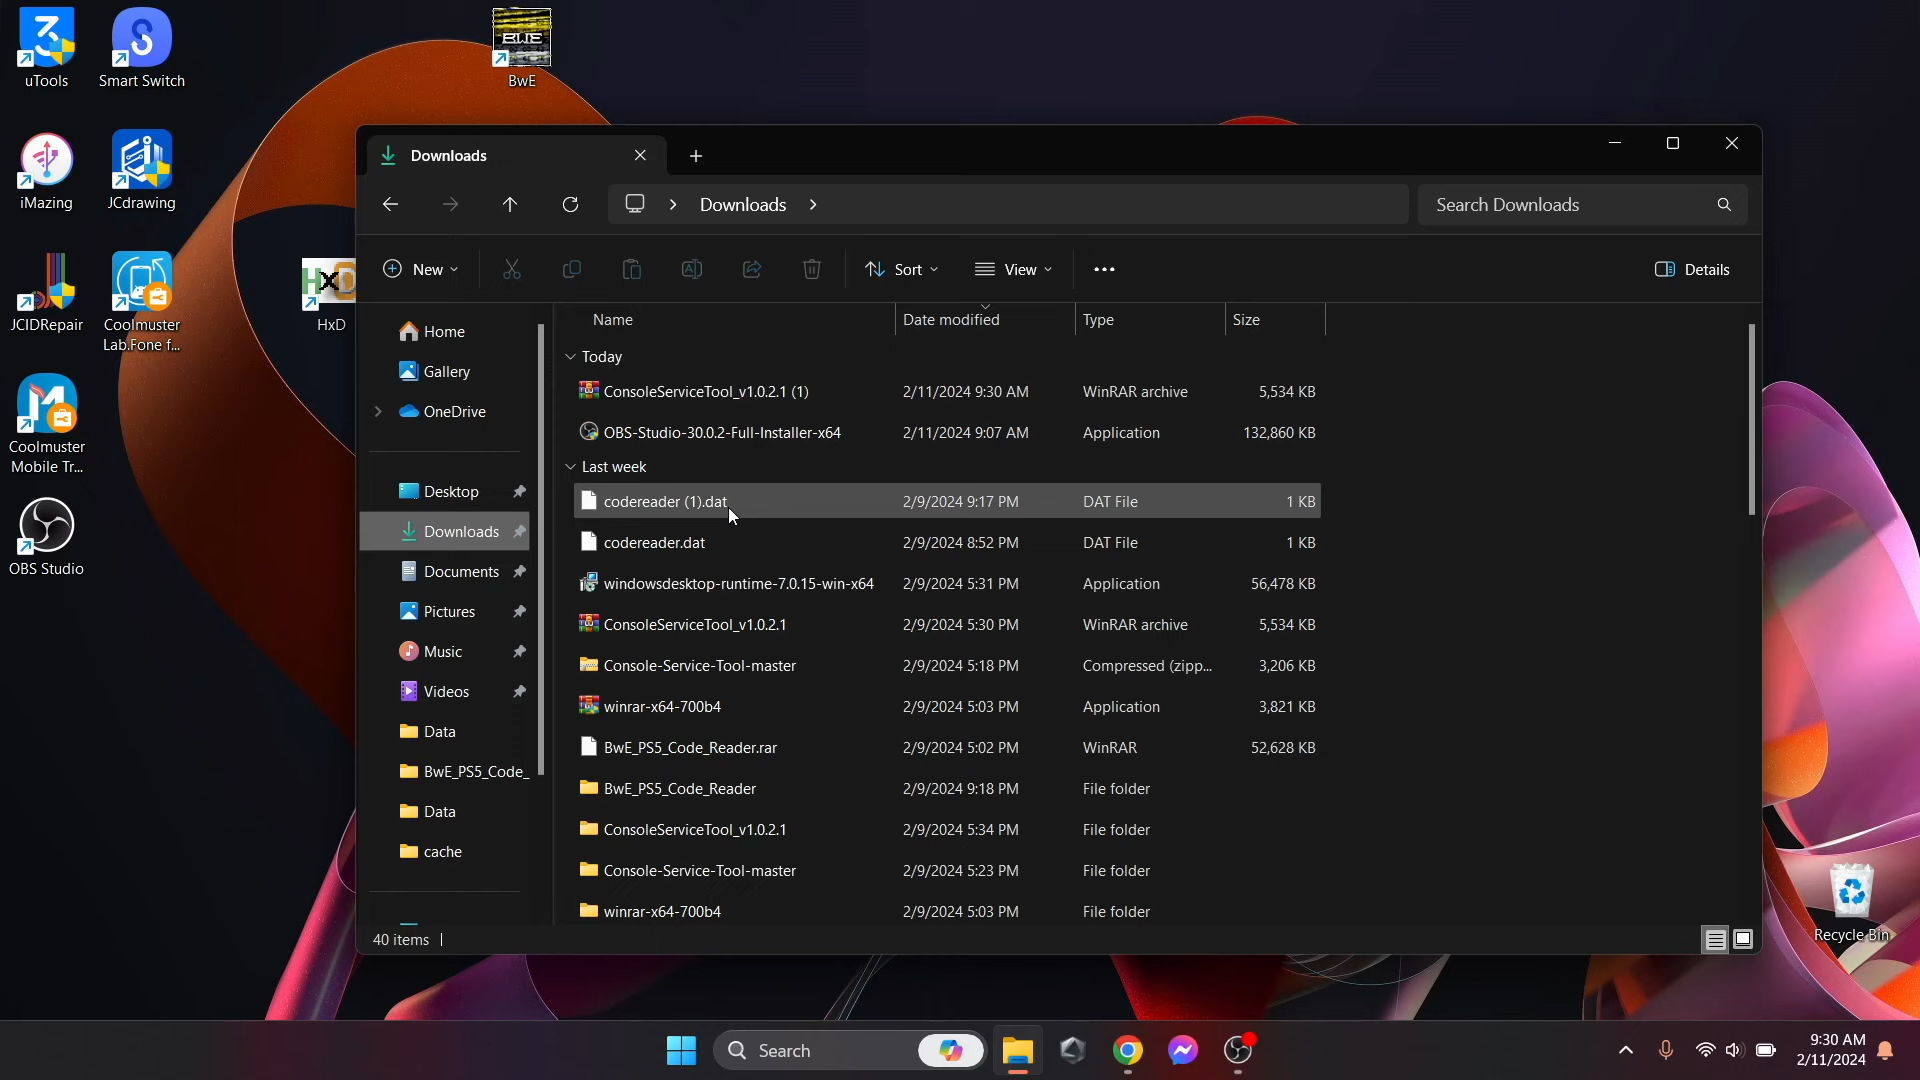 uTools
Smart Switch
BwE
iMazing
JCdrawing
JCIDRepair
Coolmuster
Lab.Fone f...
HxD
Coolmuster
Mobile Tr...
OBS Studio
Downloads
Downloads
Search Downloads
New
Sort
View
Details
Home
Gallery
OneDrive
Desktop
Downloads
Documents
Pictures
Music
Videos
Data
BwE_PS5_Code_
Data
cache
Name Date modified Type Size
Today
ConsoleServiceTool_v1.0.2.1 (1) 2/11/2024 9:30 AM WinRAR archive 5,534 KB
OBS-Studio-30.0.2-Full-Installer-x64 2/11/2024 9:07 AM Application 132,860 KB
Last week
codereader (1).dat 2/9/2024 9:17 PM DAT File 1 KB
codereader.dat 2/9/2024 8:52 PM DAT File 1 KB
windowsdesktop-runtime-7.0.15-win-x64 2/9/2024 5:31 PM Application 56,478 KB
ConsoleServiceTool_v1.0.2.1 2/9/2024 5:30 PM WinRAR archive 5,534 KB
Console-Service-Tool-master 2/9/2024 5:18 PM Compressed (zipp... 3,206 KB
winrar-x64-700b4 2/9/2024 5:03 PM Application 3,821 KB
BwE_PS5_Code_Reader.rar 2/9/2024 5:02 PM WinRAR 52,628 KB
BwE_PS5_Code_Reader 2/9/2024 9:18 PM File folder
ConsoleServiceTool_v1.0.2.1 2/9/2024 5:34 PM File folder
Console-Service-Tool-master 2/9/2024 5:23 PM File folder
winrar-x64-700b4 2/9/2024 5:03 PM File folder
40 items
Recycle Bin
Search
9:30 AM
2/11/2024